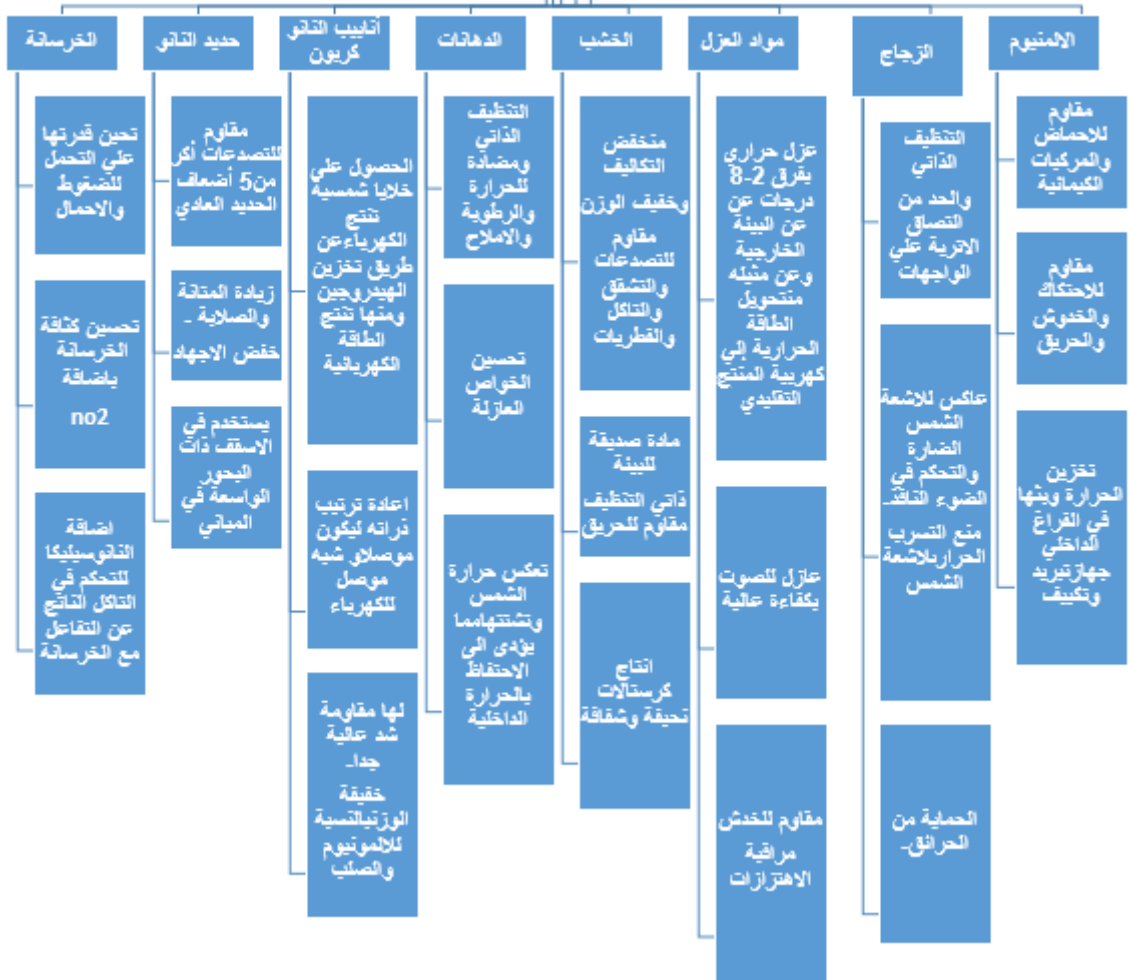 الالمنيوم
مقاوم
للاحماض
والمركبات
الكيمائية
مقاوم
للاحتكاك
والخدوش
والحريق
تخزين
الحرارة وبثها
في الفراغ
الداخلي
جهازتبريد
وتكييف
الزجاج
التنظيف
الذاتي
والحد من
التصاق
الاتربة علي
الواجهات
عاكس للاشعة
الشمس
الضارة
والتحكم في
الضوء النافذ-
منع التسرب
الحراريلاشعة
الشمس
الحماية من
الحرائق-
مواد العزل
عزل حراري
بفرق 2-8
درجات عن
عن البيئة
الخارجية
وعن مثيله
منتحويل
الطاقة
الحرارية إلي
كهربية المنتج
التقليدي
عازل للصوت
بكفاءة عالية
مقاوم للخدش
مراقبة
الاهتزازات
الخشب
منخفض
التكاليف
وخفيف الوزن
مقاوم
للتصدعات
والتشقق
والتاكل
والفطريات
مادة صديقة
للبيئة
ذاتي التنظيف
مقاوم للحريق
انتاج
كرستالات
نحيفة وشفافة
الدهانات
التنظيف
الذاتي
ومضادة
للحرارة
والرطوبة
والاملاح
تحسين
الخواص
العازلة
تعكس حرارة
الشمس
وتشتتهامما
يؤدى الى
الاحتفاظ
بالحرارة
الداخلية
أنابيب النانو
كربون
الحصول علي
خلايا شمسية
تنتج
الكهرباءعن
طريق تخزين
الهيدروجين
ومنها تنتج
الطاقة
الكهربائية
اعادة ترتيب
ذراته ليكون
موصلاو شبه
موصل
للكهرباء
لها مقاومة
شد عالية
جدا-
خفيفة
الوزنبالنسبة
للالمونيوم
والصلب
حديد النانو
مقاوم
للتصدعات أكر
من5 أضعاف
الحديد العادي
زيادة المتانة
والصلابة -
خفض الاجهاد
يستخدم في
الاسقف ذات
البحور
الواسعة في
المباني
الخرسانة
تحين قدرتها
علي التحمل
للضغوط
والاحمال
تحسين كثافة
الخرسانة
باضافة
no2
اضافة
النانوسيليكا
للتحكم في
التاكل الناتج
عن التفاعل
مع الخرسانة